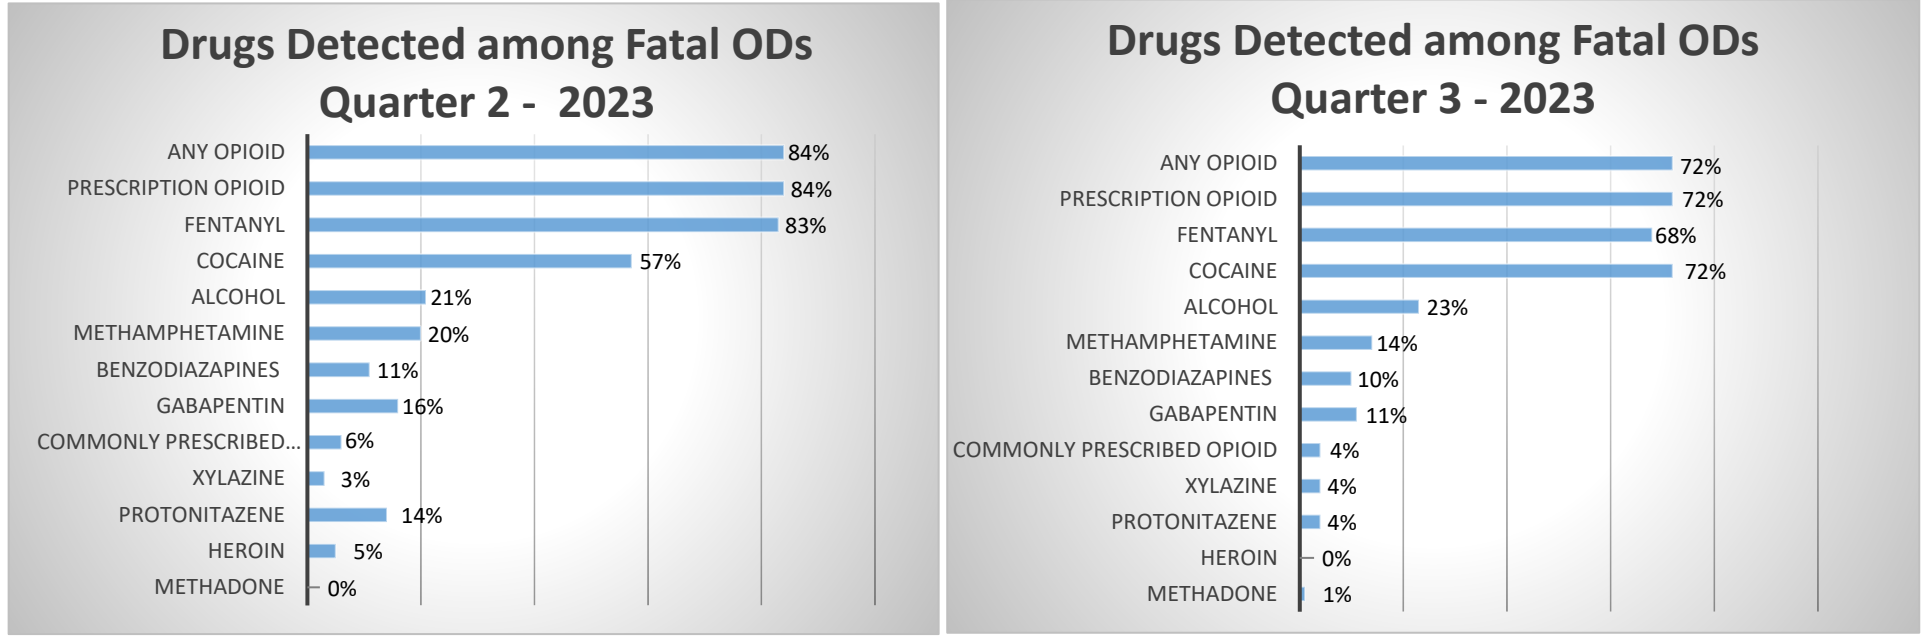 Drugs Detected among Fatal ODs
Quarter 2 - 2023
ANY OPIOID 84%
PRESCRIPTION OPIOID 84%
FENTANYL 83%
COCAINE 57%
ALCOHOL 21%
METHAMPHETAMINE 20%
BENZODIAZAPINES 11%
GABAPENTIN 16%
COMMONLY PRESCRIBED... 6%
XYLAZINE 3%
PROTONITAZENE 14%
HEROIN 5%
METHADONE 0%
Drugs Detected among Fatal ODs
Quarter 3 - 2023
ANY OPIOID 72%
PRESCRIPTION OPIOID 72%
FENTANYL 68%
COCAINE 72%
ALCOHOL 23%
METHAMPHETAMINE 14%
BENZODIAZAPINES 10%
GABAPENTIN 11%
COMMONLY PRESCRIBED OPIOID 4%
XYLAZINE 4%
PROTONITAZENE 4%
HEROIN 0%
METHADONE 1%